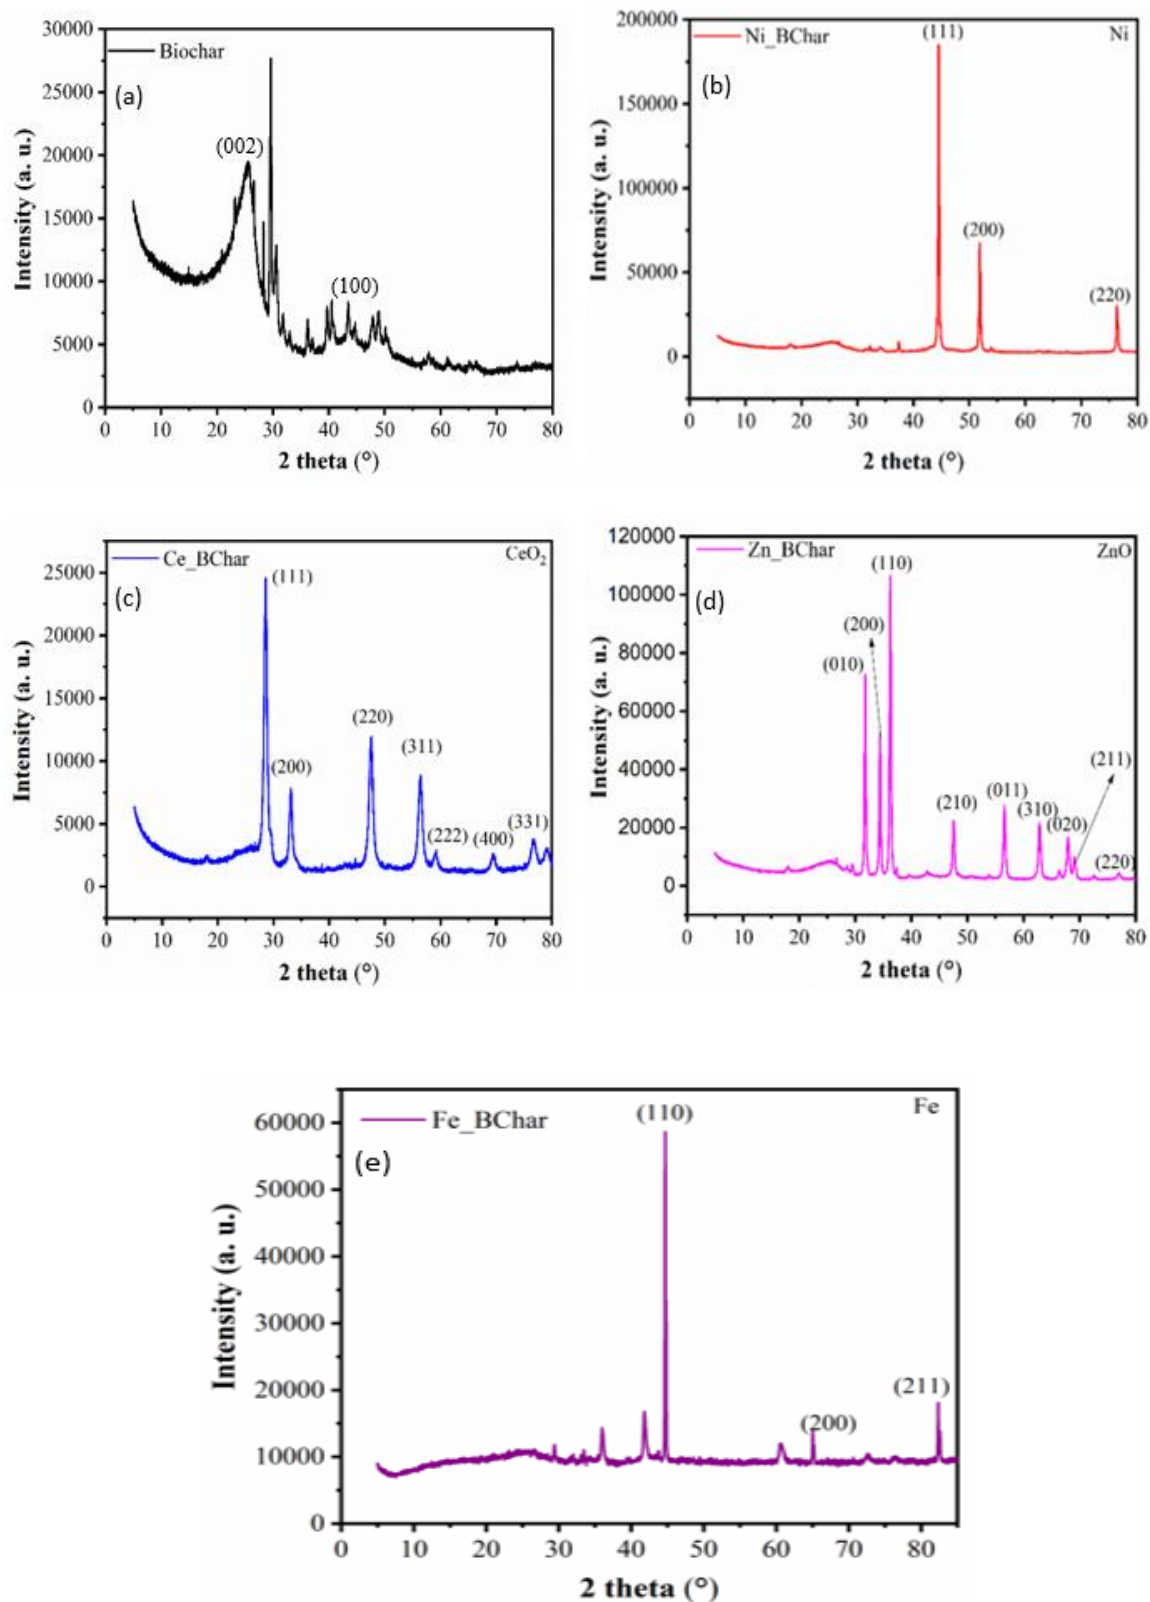 30000
25000
20000
15000
10000
5000
0
Intensity (a. u.)
Biochar
(a)
(002)
(100)
0 10 20 30 40 50 60 70 80
2 theta (°)
200000
150000
100000
50000
0
Intensity (a. u.)
Ni_BChar
Ni
(b)
(111)
(200)
(220)
0 10 20 30 40 50 60 70 80
2 theta (°)
25000
20000
15000
10000
5000
0
Intensity (a. u.)
Ce_BChar
CeO₂
(c)
(111)
(200)
(220)
(311)
(222)
(400)
(331)
0 10 20 30 40 50 60 70 80
2 theta (°)
120000
100000
80000
60000
40000
20000
0
Intensity (a. u.)
Zn_BChar
ZnO
(d)
(110)
(200)
(010)
(211)
(210)
(011)
(310)
(020)
(220)
0 10 20 30 40 50 60 70 80
2 theta (°)
60000
50000
40000
30000
20000
10000
0
Intensity (a. u.)
Fe_BChar
Fe
(e)
(110)
(200)
(211)
0 10 20 30 40 50 60 70 80
2 theta (°)